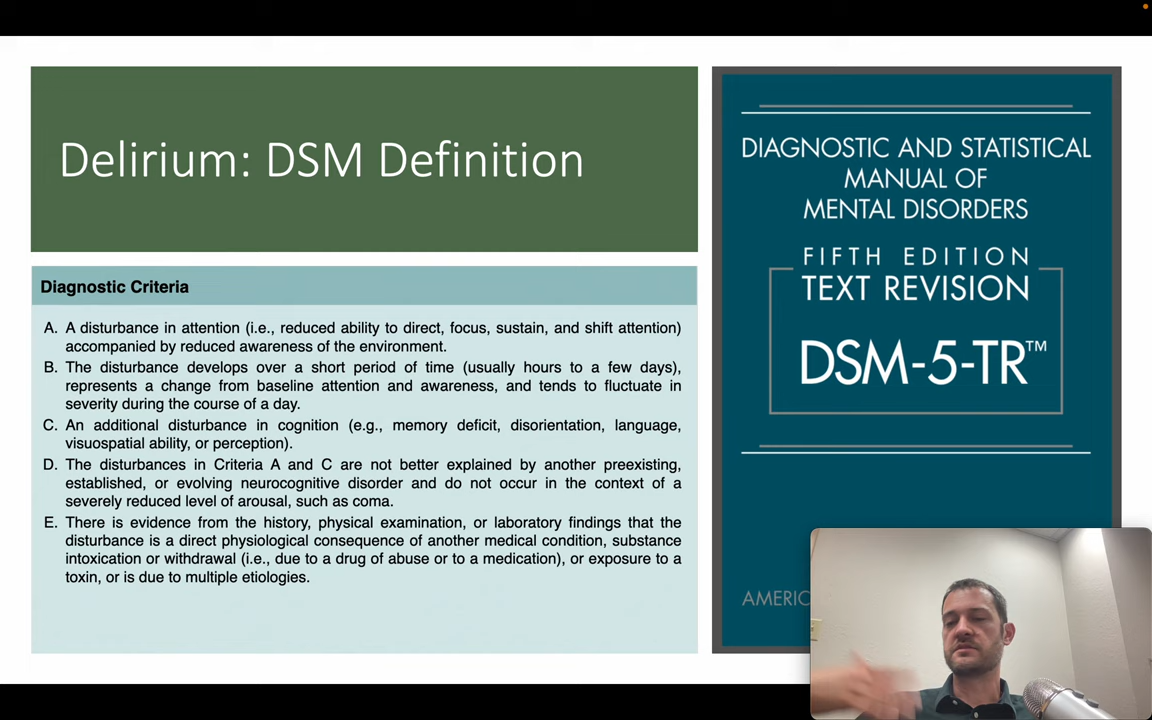 Delirium: DSM Definition
Diagnostic Criteria
A. A disturbance in attention (i.e., reduced ability to direct, focus, sustain, and shift attention)
accompanied by reduced awareness of the environment.
B. The disturbance develops over a short period of time (usually hours to a few days),
represents a change from baseline attention and awareness, and tends to fluctuate in
severity during the course of a day.
C. An additional disturbance in cognition (e.g., memory deficit, disorientation, language,
visuospatial ability, or perception).
D. The disturbances in Criteria A and C are not better explained by another preexisting,
established, or evolving neurocognitive disorder and do not occur in the context of a
severely reduced level of arousal, such as coma.
E. There is evidence from the history, physical examination, or laboratory findings that the
disturbance is a direct physiological consequence of another medical condition, substance
intoxication or withdrawal (i.e., due to a drug of abuse or to a medication), or exposure to a
toxin, or is due to multiple etiologies.
DIAGNOSTIC AND STATISTICAL
MANUAL OF
MENTAL DISORDERS
FIFTH EDITION
TEXT REVISION
DSM-5-TR™